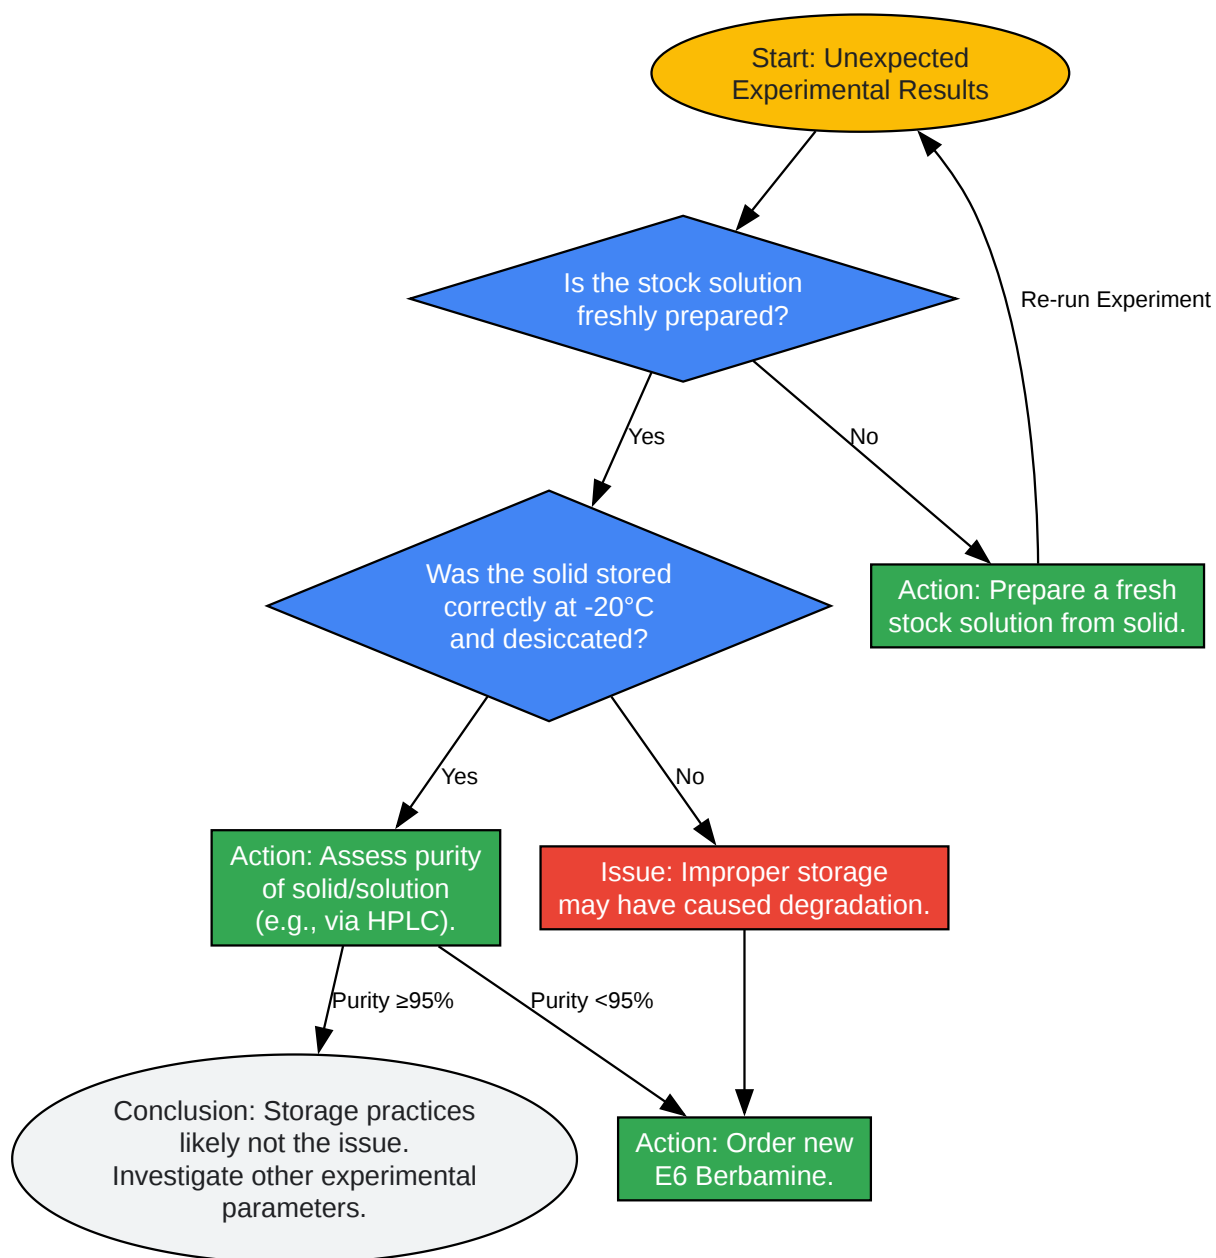 Start: Unexpected
Experimental Results
Is the stock solution
freshly prepared?
Re-run Experiment
Yes
No
Was the solid stored
correctly at -20°C
and desiccated?
Action: Prepare a fresh
stock solution from solid.
Yes
No
Action: Assess purity
of solid/solution
(e.g., via HPLC).
Issue: Improper storage
may have caused degradation.
Purity ≥95%
Purity <95%
Conclusion: Storage practices
likely not the issue.
Investigate other experimental
parameters.
Action: Order new
E6 Berbamine.